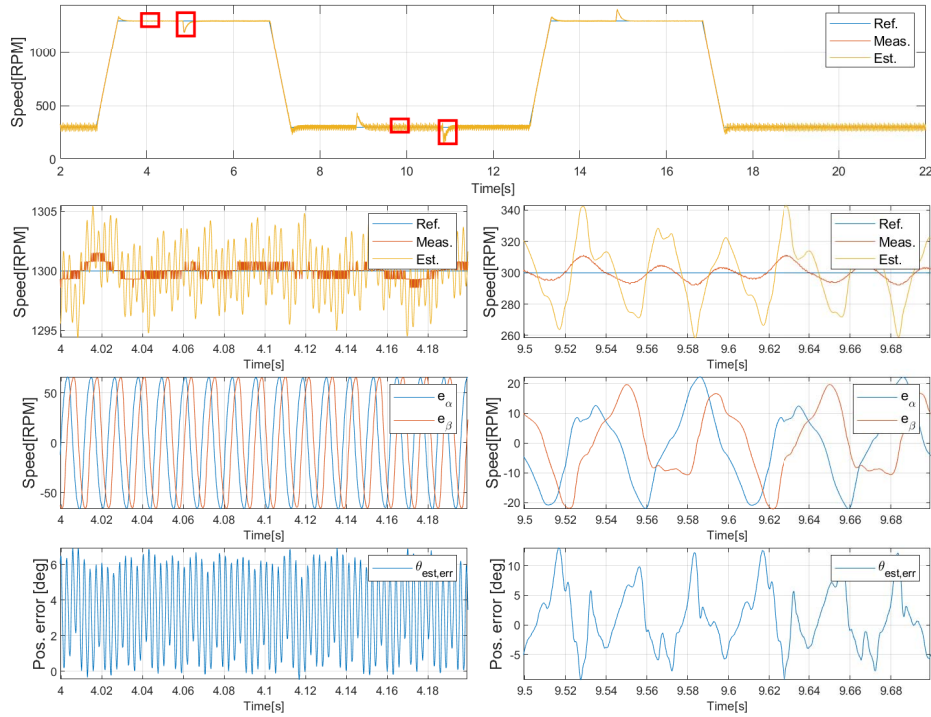 Speed[RPM]
1000
500
0
Ref.
Meas.
Est.
2 4 6 8 10 12 14 16 18 20 22
Time[s]
Speed[RPM]
1305
1300
1295
Ref.
Meas.
Est.
4 4.02 4.04 4.06 4.08 4.1 4.12 4.14 4.16 4.18
Time[s]
Speed[RPM]
340
320
300
280
260
Ref.
Meas.
Est.
9.5 9.52 9.54 9.56 9.58 9.6 9.62 9.64 9.66 9.68
Time[s]
Speed[RPM]
50
0
-50
eα
eβ
4 4.02 4.04 4.06 4.08 4.1 4.12 4.14 4.16 4.18
Time[s]
Speed[RPM]
20
10
0
-10
-20
eα
eβ
9.5 9.52 9.54 9.56 9.58 9.6 9.62 9.64 9.66 9.68
Time[s]
Pos. error [deg]
6
4
2
0
θest,err
4 4.02 4.04 4.06 4.08 4.1 4.12 4.14 4.16 4.18
Time[s]
Pos. error [deg]
10
5
0
-5
θest,err
9.5 9.52 9.54 9.56 9.58 9.6 9.62 9.64 9.66 9.68
Time[s]